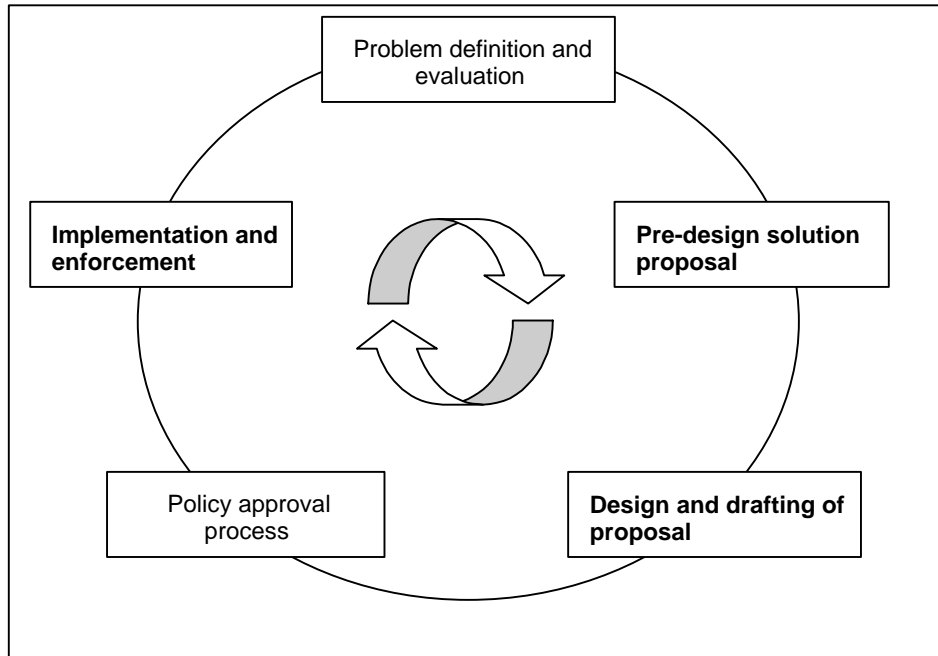 Problem definition and
evaluation
Implementation and
enforcement
Pre-design solution
proposal
Policy approval
process
Design and drafting of
proposal